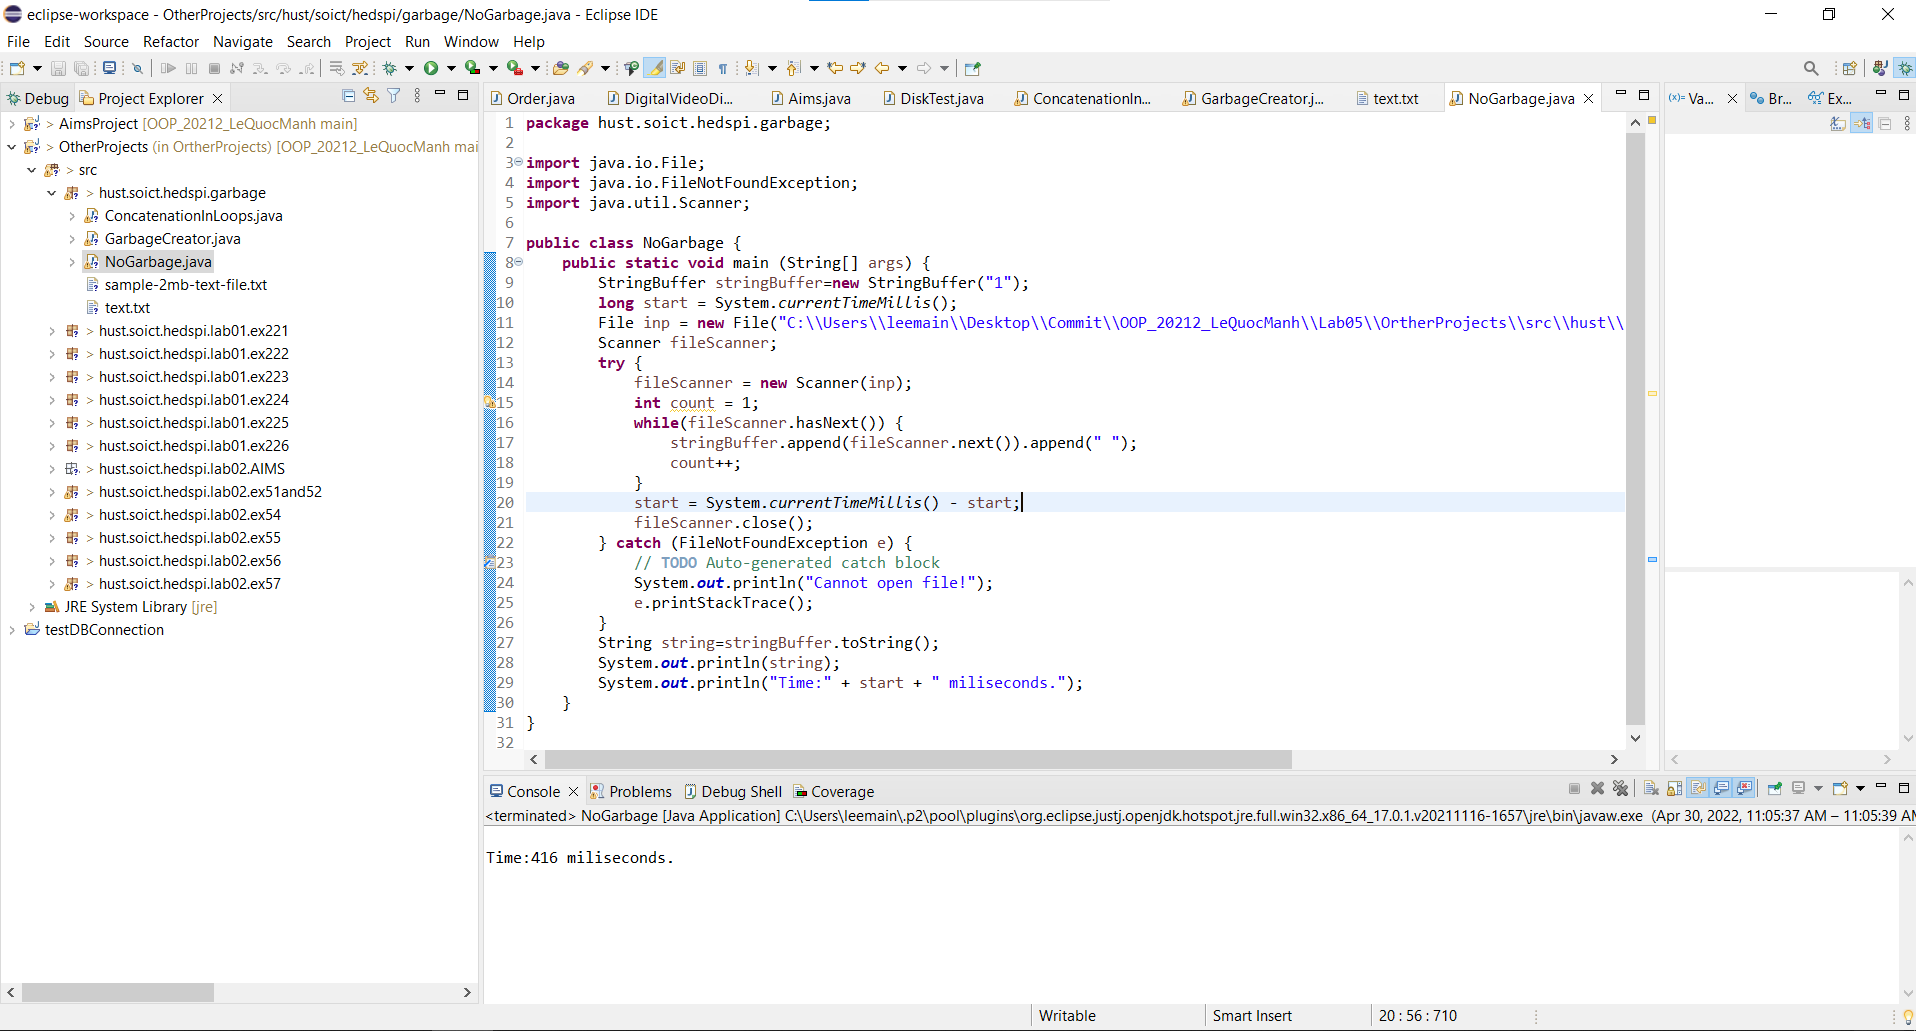 eclipse-workspace - OtherProjects/src/hust/soict/hedspi/garbage/NoGarbage.java - Eclipse IDE
File Edit Source Refactor Navigate Search Project Run Window Help
Debug Project Explorer
> AimsProject [OOP_20212_LeQuocManh main]
> OtherProjects (in OrtherProjects) [OOP_20212_LeQuocManh mai
> src
> hust.soict.hedspi.garbage
ConcatenationInLoops.java
GarbageCreator.java
NoGarbage.java
sample-2mb-text-file.txt
text.txt
> hust.soict.hedspi.lab01.ex221
> hust.soict.hedspi.lab01.ex222
> hust.soict.hedspi.lab01.ex223
> hust.soict.hedspi.lab01.ex224
> hust.soict.hedspi.lab01.ex225
> hust.soict.hedspi.lab01.ex226
> hust.soict.hedspi.lab02.AIMS
> hust.soict.hedspi.lab02.ex51and52
> hust.soict.hedspi.lab02.ex54
> hust.soict.hedspi.lab02.ex55
> hust.soict.hedspi.lab02.ex56
> hust.soict.hedspi.lab02.ex57
JRE System Library [jre]
testDBConnection
Order.java DigitalVideoDi... Aims.java DiskTest.java ConcatenationIn... GarbageCreator.j... text.txt NoGarbage.java
1 package hust.soict.hedspi.garbage;
2
3 import java.io.File;
4 import java.io.FileNotFoundException;
5 import java.util.Scanner;
6
7 public class NoGarbage {
8 public static void main (String[] args) {
9 StringBuffer stringBuffer=new StringBuffer("1");
10 long start = System.currentTimeMillis();
11 File inp = new File("C:\\Users\\leemain\\Desktop\\Commit\\OOP_20212_LeQuocManh\\Lab05\\OrtherProjects\\src\\hust\\
12 Scanner fileScanner;
13 try {
14 fileScanner = new Scanner(inp);
15 int count = 1;
16 while(fileScanner.hasNext()) {
17 stringBuffer.append(fileScanner.next()).append(" ");
18 count++;
19 }
20 start = System.currentTimeMillis() - start;
21 fileScanner.close();
22 } catch (FileNotFoundException e) {
23 // TODO Auto-generated catch block
24 System.out.println("Cannot open file!");
25 e.printStackTrace();
26 }
27 String string=stringBuffer.toString();
28 System.out.println(string);
29 System.out.println("Time:" + start + " miliseconds.");
30 }
31 }
32
(x)= Va... Br... Ex...
Console Problems Debug Shell Coverage
<terminated> NoGarbage [Java Application] C:\Users\leemain\.p2\pool\plugins\org.eclipse.justj.openjdk.hotspot.jre.full.win32.x86_64_17.0.1.v20211116-1657\jre\bin\javaw.exe (Apr 30, 2022, 11:05:37 AM – 11:05:39 AM
Time:416 miliseconds.
Writable Smart Insert 20 : 56 : 710